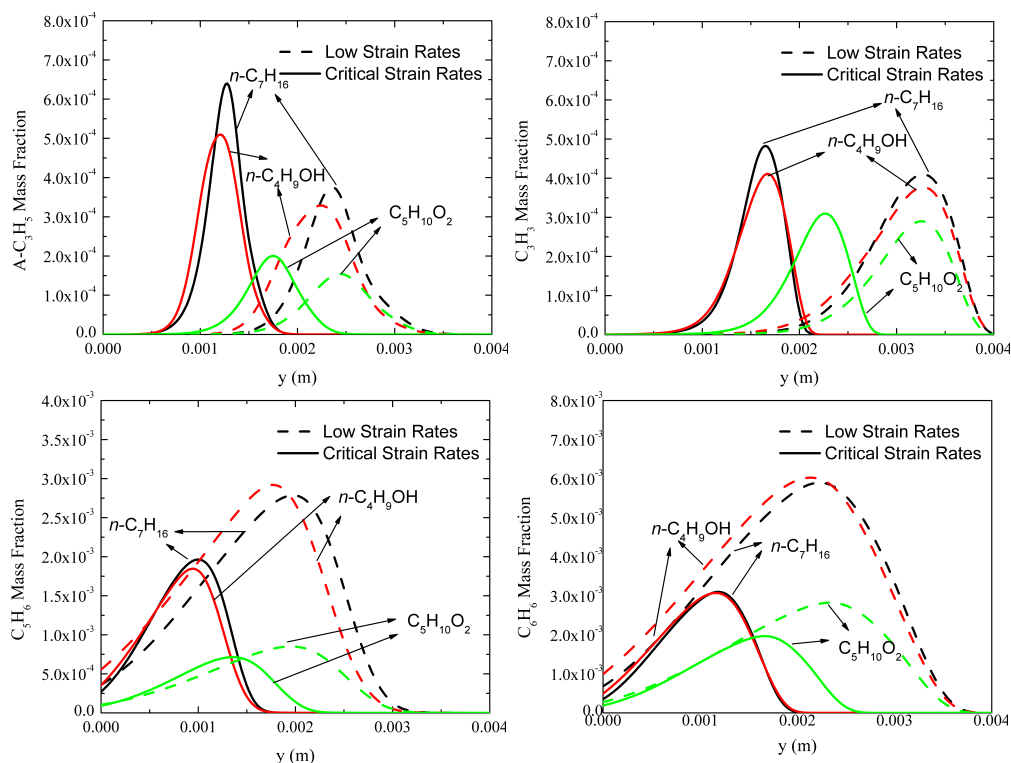 A-C3H5 Mass Fraction
8.0x10-4
7.0x10-4
6.0x10-4
5.0x10-4
4.0x10-4
3.0x10-4
2.0x10-4
1.0x10-4
0.0
Low Strain Rates
Critical Strain Rates
n-C7H16
n-C4H9OH
C5H10O2
0.000
0.001
0.002
0.003
0.004
y (m)
C3H3 Mass Fraction
8.0x10-4
7.0x10-4
6.0x10-4
5.0x10-4
4.0x10-4
3.0x10-4
2.0x10-4
1.0x10-4
0.0
Low Strain Rates
Critical Strain Rates
n-C7H16
n-C4H9OH
C5H10O2
0.000
0.001
0.002
0.003
0.004
y (m)
C5H6 Mass Fraction
4.0x10-3
3.5x10-3
3.0x10-3
2.5x10-3
2.0x10-3
1.5x10-3
1.0x10-3
5.0x10-4
0.0
Low Strain Rates
Critical Strain Rates
n-C4H9OH
n-C7H16
C5H10O2
0.000
0.001
0.002
0.003
0.004
y (m)
C6H6 Mass Fraction
8.0x10-3
7.0x10-3
6.0x10-3
5.0x10-3
4.0x10-3
3.0x10-3
2.0x10-3
1.0x10-3
0.0
Low Strain Rates
Critical Strain Rates
n-C4H9OH
n-C7H16
C5H10O2
0.000
0.001
0.002
0.003
0.004
y (m)